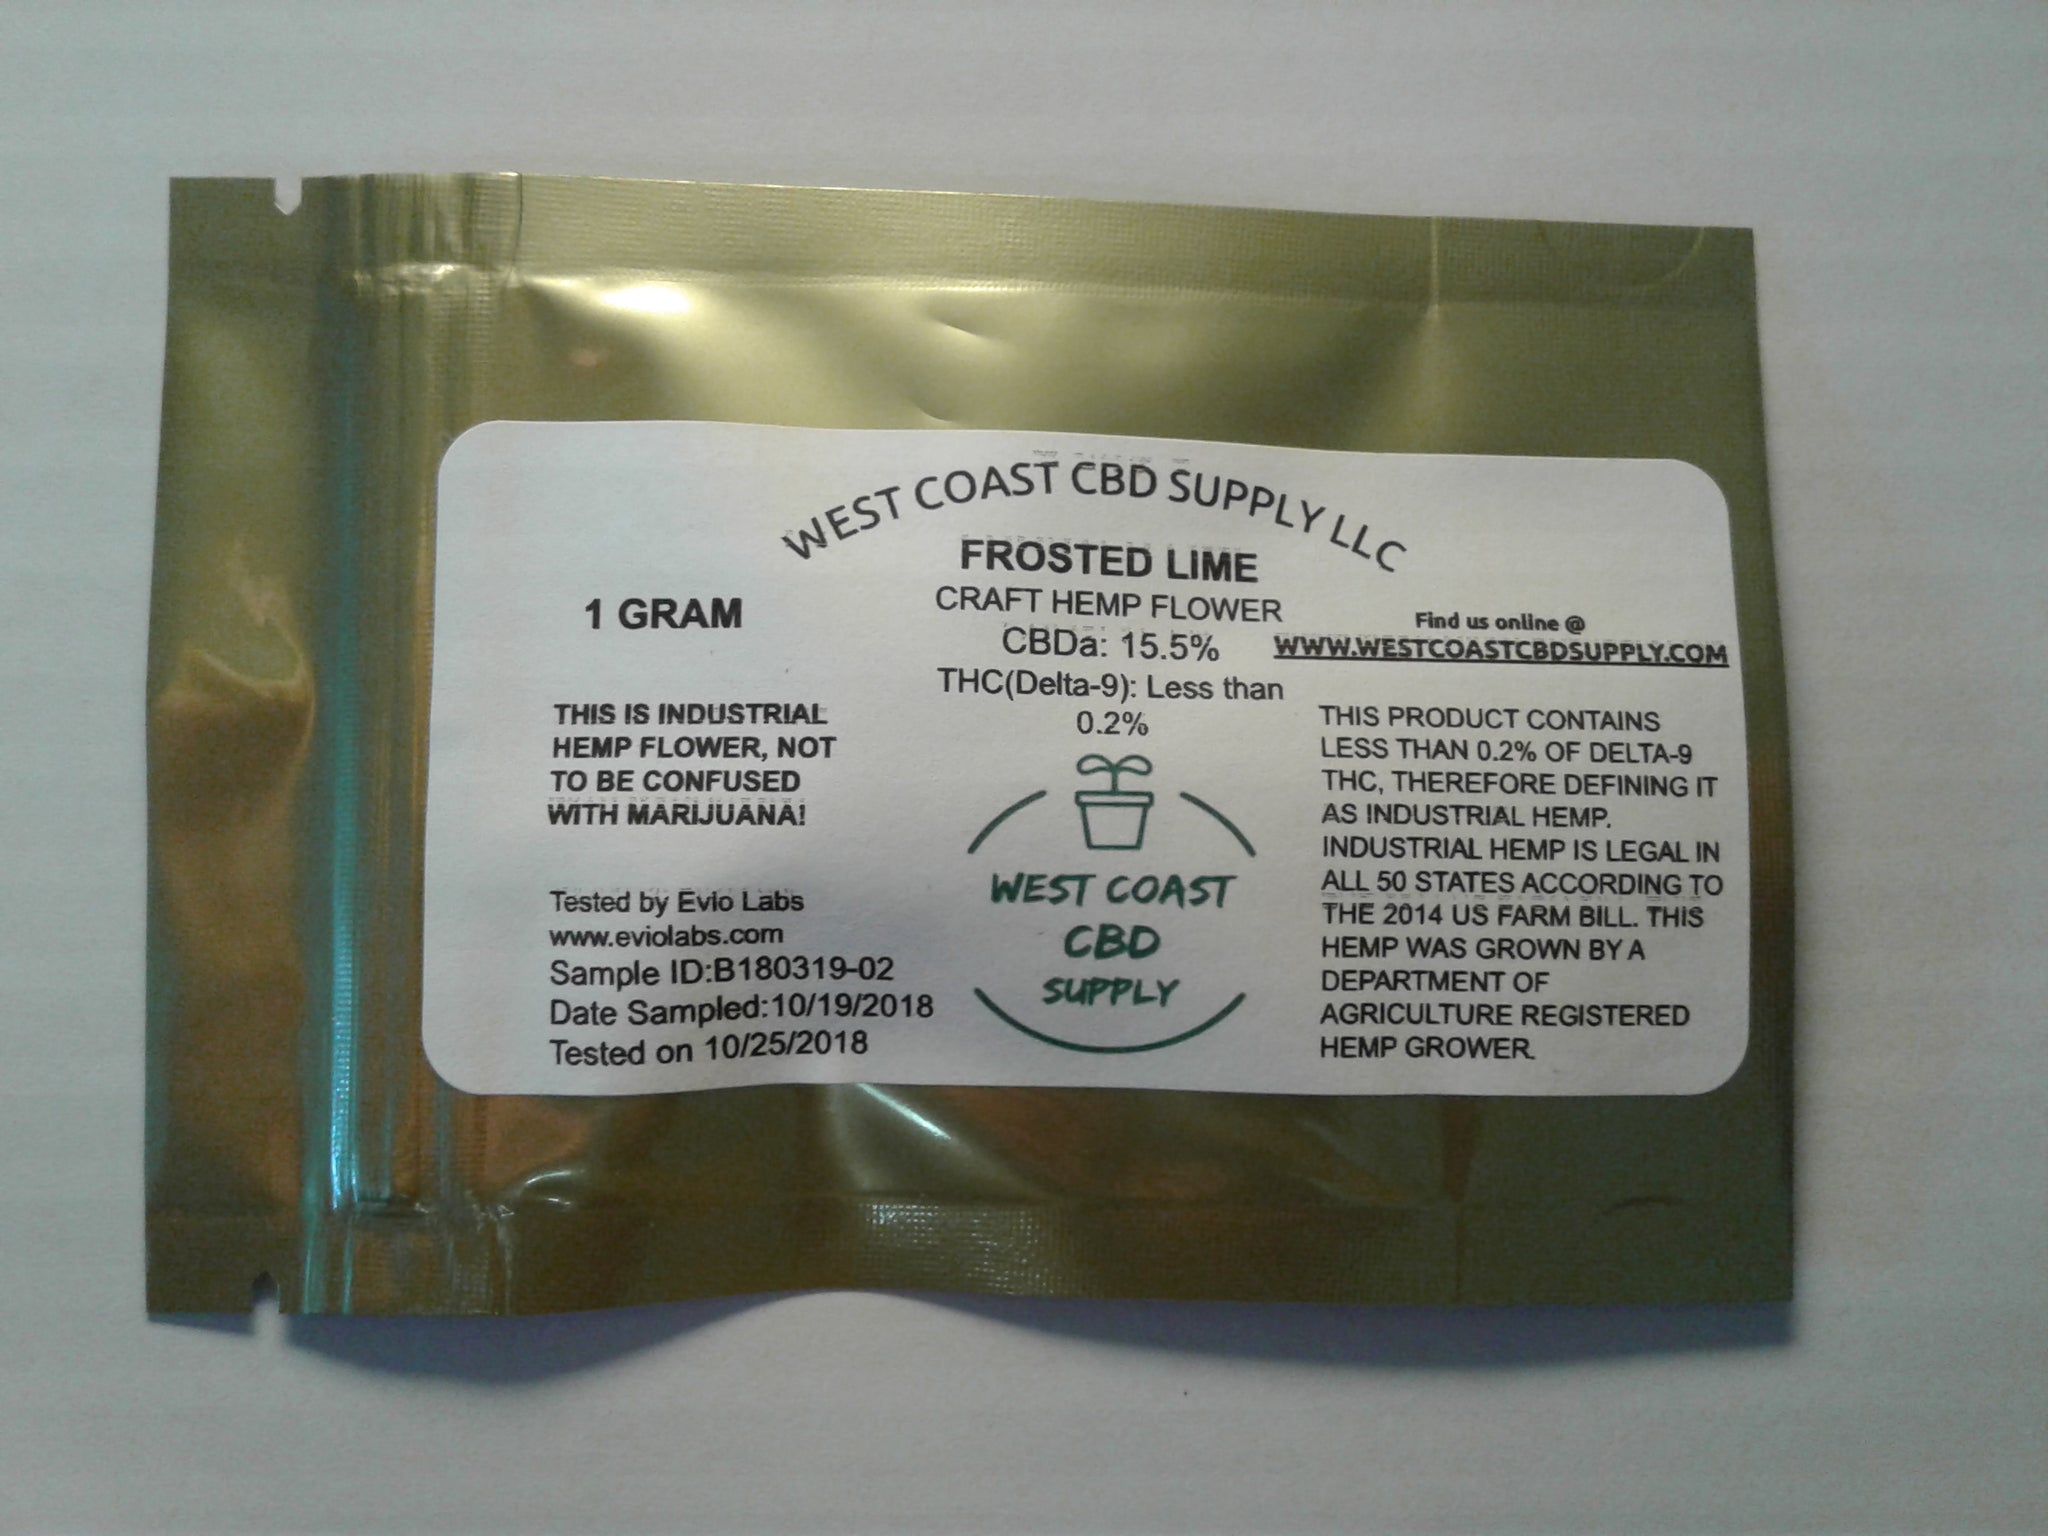 WEST COAST CBD SUPPLY LLC
FROSTED LIME
CRAFT HEMP FLOWER
CBDa: 15.5%
THC(Delta-9): Less than
0.2%
1 GRAM
THIS IS INDUSTRIAL
HEMP FLOWER, NOT
TO BE CONFUSED
WITH MARIJUANA!
Tested by Evio Labs
www.eviolabs.com
Sample ID:B180319-02
Date Sampled:10/19/2018
Tested on 10/25/2018
WEST COAST
CBD
SUPPLY
Find us online @
WWW.WESTCOASTCBDSUPPLY.COM
THIS PRODUCT CONTAINS
LESS THAN 0.2% OF DELTA-9
THC, THEREFORE DEFINING IT
AS INDUSTRIAL HEMP.
INDUSTRIAL HEMP IS LEGAL IN
ALL 50 STATES ACCORDING TO
THE 2014 US FARM BILL. THIS
HEMP WAS GROWN BY A
DEPARTMENT OF
AGRICULTURE REGISTERED
HEMP GROWER.